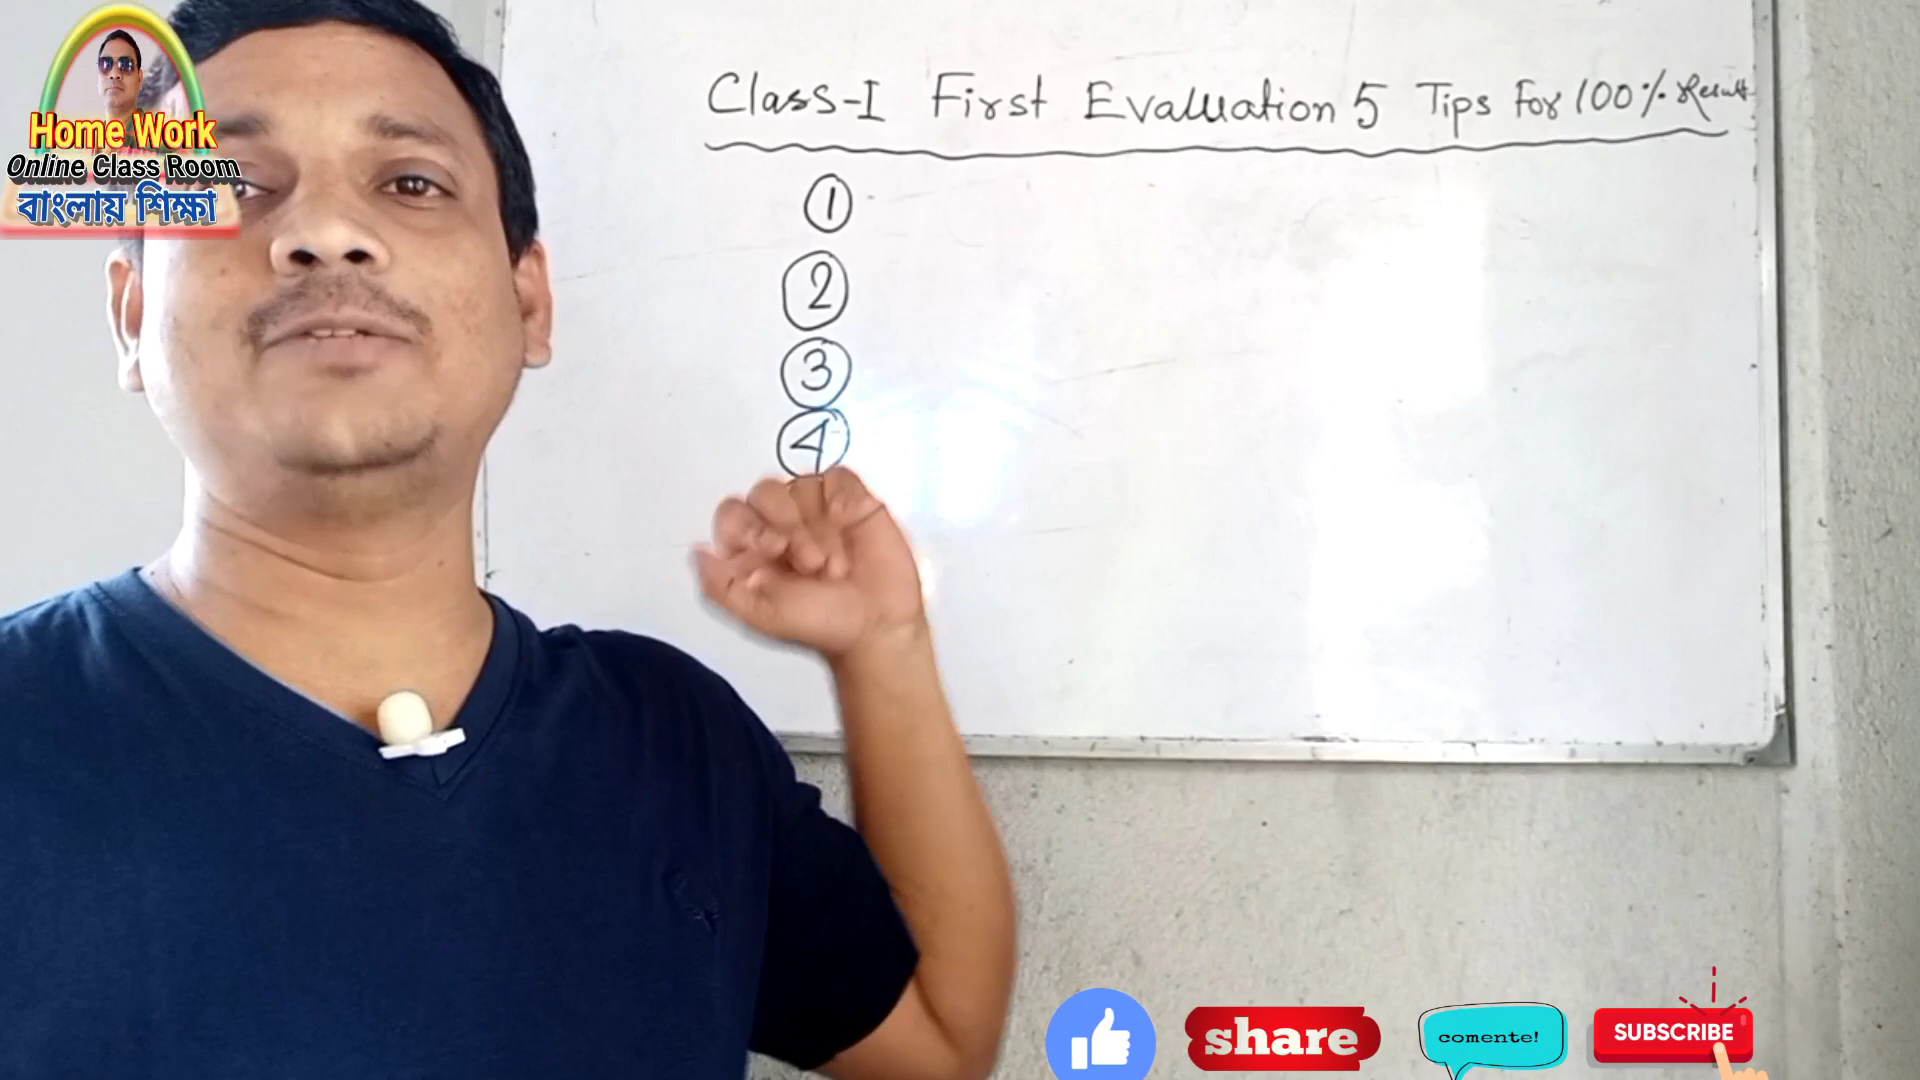 Home Work
Online Class Room
বাংলায় শিক্ষা
Class-I First Evaluation 5 Tips For 100% Result
1
2
3
4
share
comente!
SUBSCRIBE